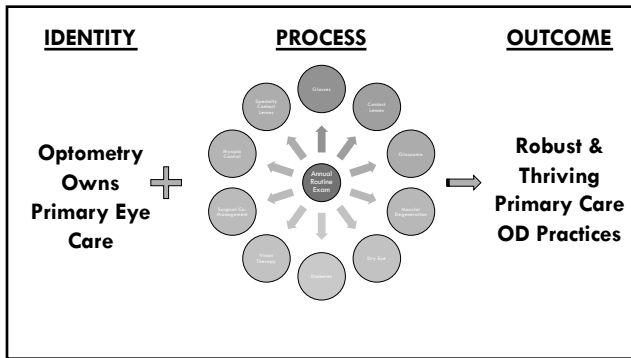 IDENTITY
PROCESS
OUTCOME
Optometry
Owns
Primary Eye
Care
Glasses
Contact
Lenses
Glaucoma
Macular
Degeneration
Dry Eye
Diabetes
Vision
Therapy
Surgical Co-
Management
Myopia
Control
Specialty
Contact
Lenses
Annual
Routine
Exam
Robust &
Thriving
Primary Care
OD Practices